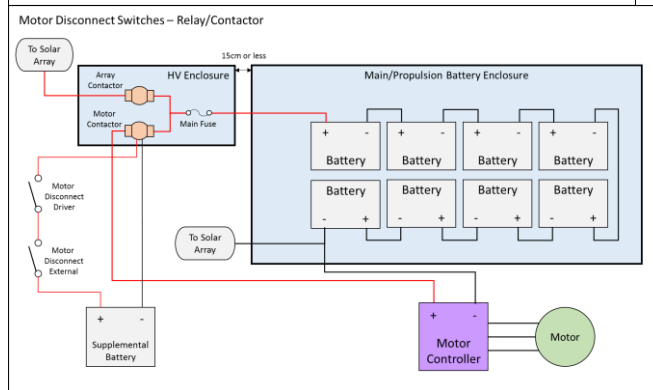 Motor Disconnect Switches – Relay/Contactor
To Solar
Array
15cm or less
Array
Contactor
HV Enclosure
Main/Propulsion Battery Enclosure
Motor
Contactor
Main Fuse
+ -
Battery
+ -
Battery
+ -
Battery
+ -
Battery
Battery
- +
Battery
- +
Battery
- +
Battery
- +
Motor
Disconnect
Driver
To Solar
Array
Motor
Disconnect
External
+ -
Supplemental
Battery
+ -
Motor
Controller
Motor